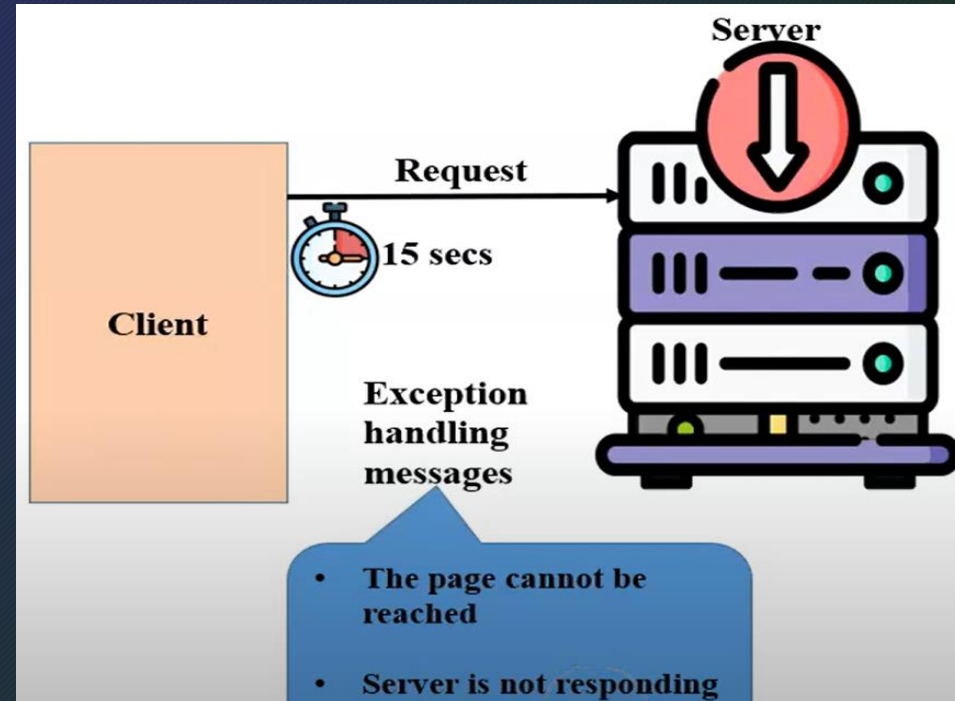 Server
Request
15 secs
Client
Exception
handling
messages
• The page cannot be
reached
• Server is not responding